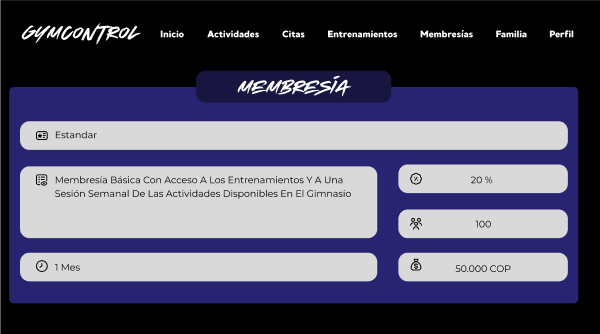 GYMCONTROL Inicio Actividades Citas Entrenamientos Membresías Familia Perfil
MEMBRESÍA
Estandar
Membresía Básica Con Acceso A Los Entrenamientos Y A Una
Sesión Semanal De Las Actividades Disponibles En El Gimnasio
20 %
100
1 Mes
50.000 COP